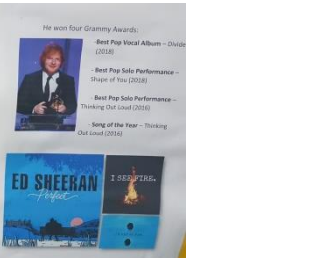 He won four Grammy Awards:
-Best Pop Vocal Album – Divide
(2018)
- Best Pop Solo Performance –
Shape of You (2018)
- Best Pop Solo Performance –
Thinking Out Loud (2016)
- Song of the Year – Thinking
Out Loud (2016)
ED SHEERAN
Perfect
I SEE FIRE.